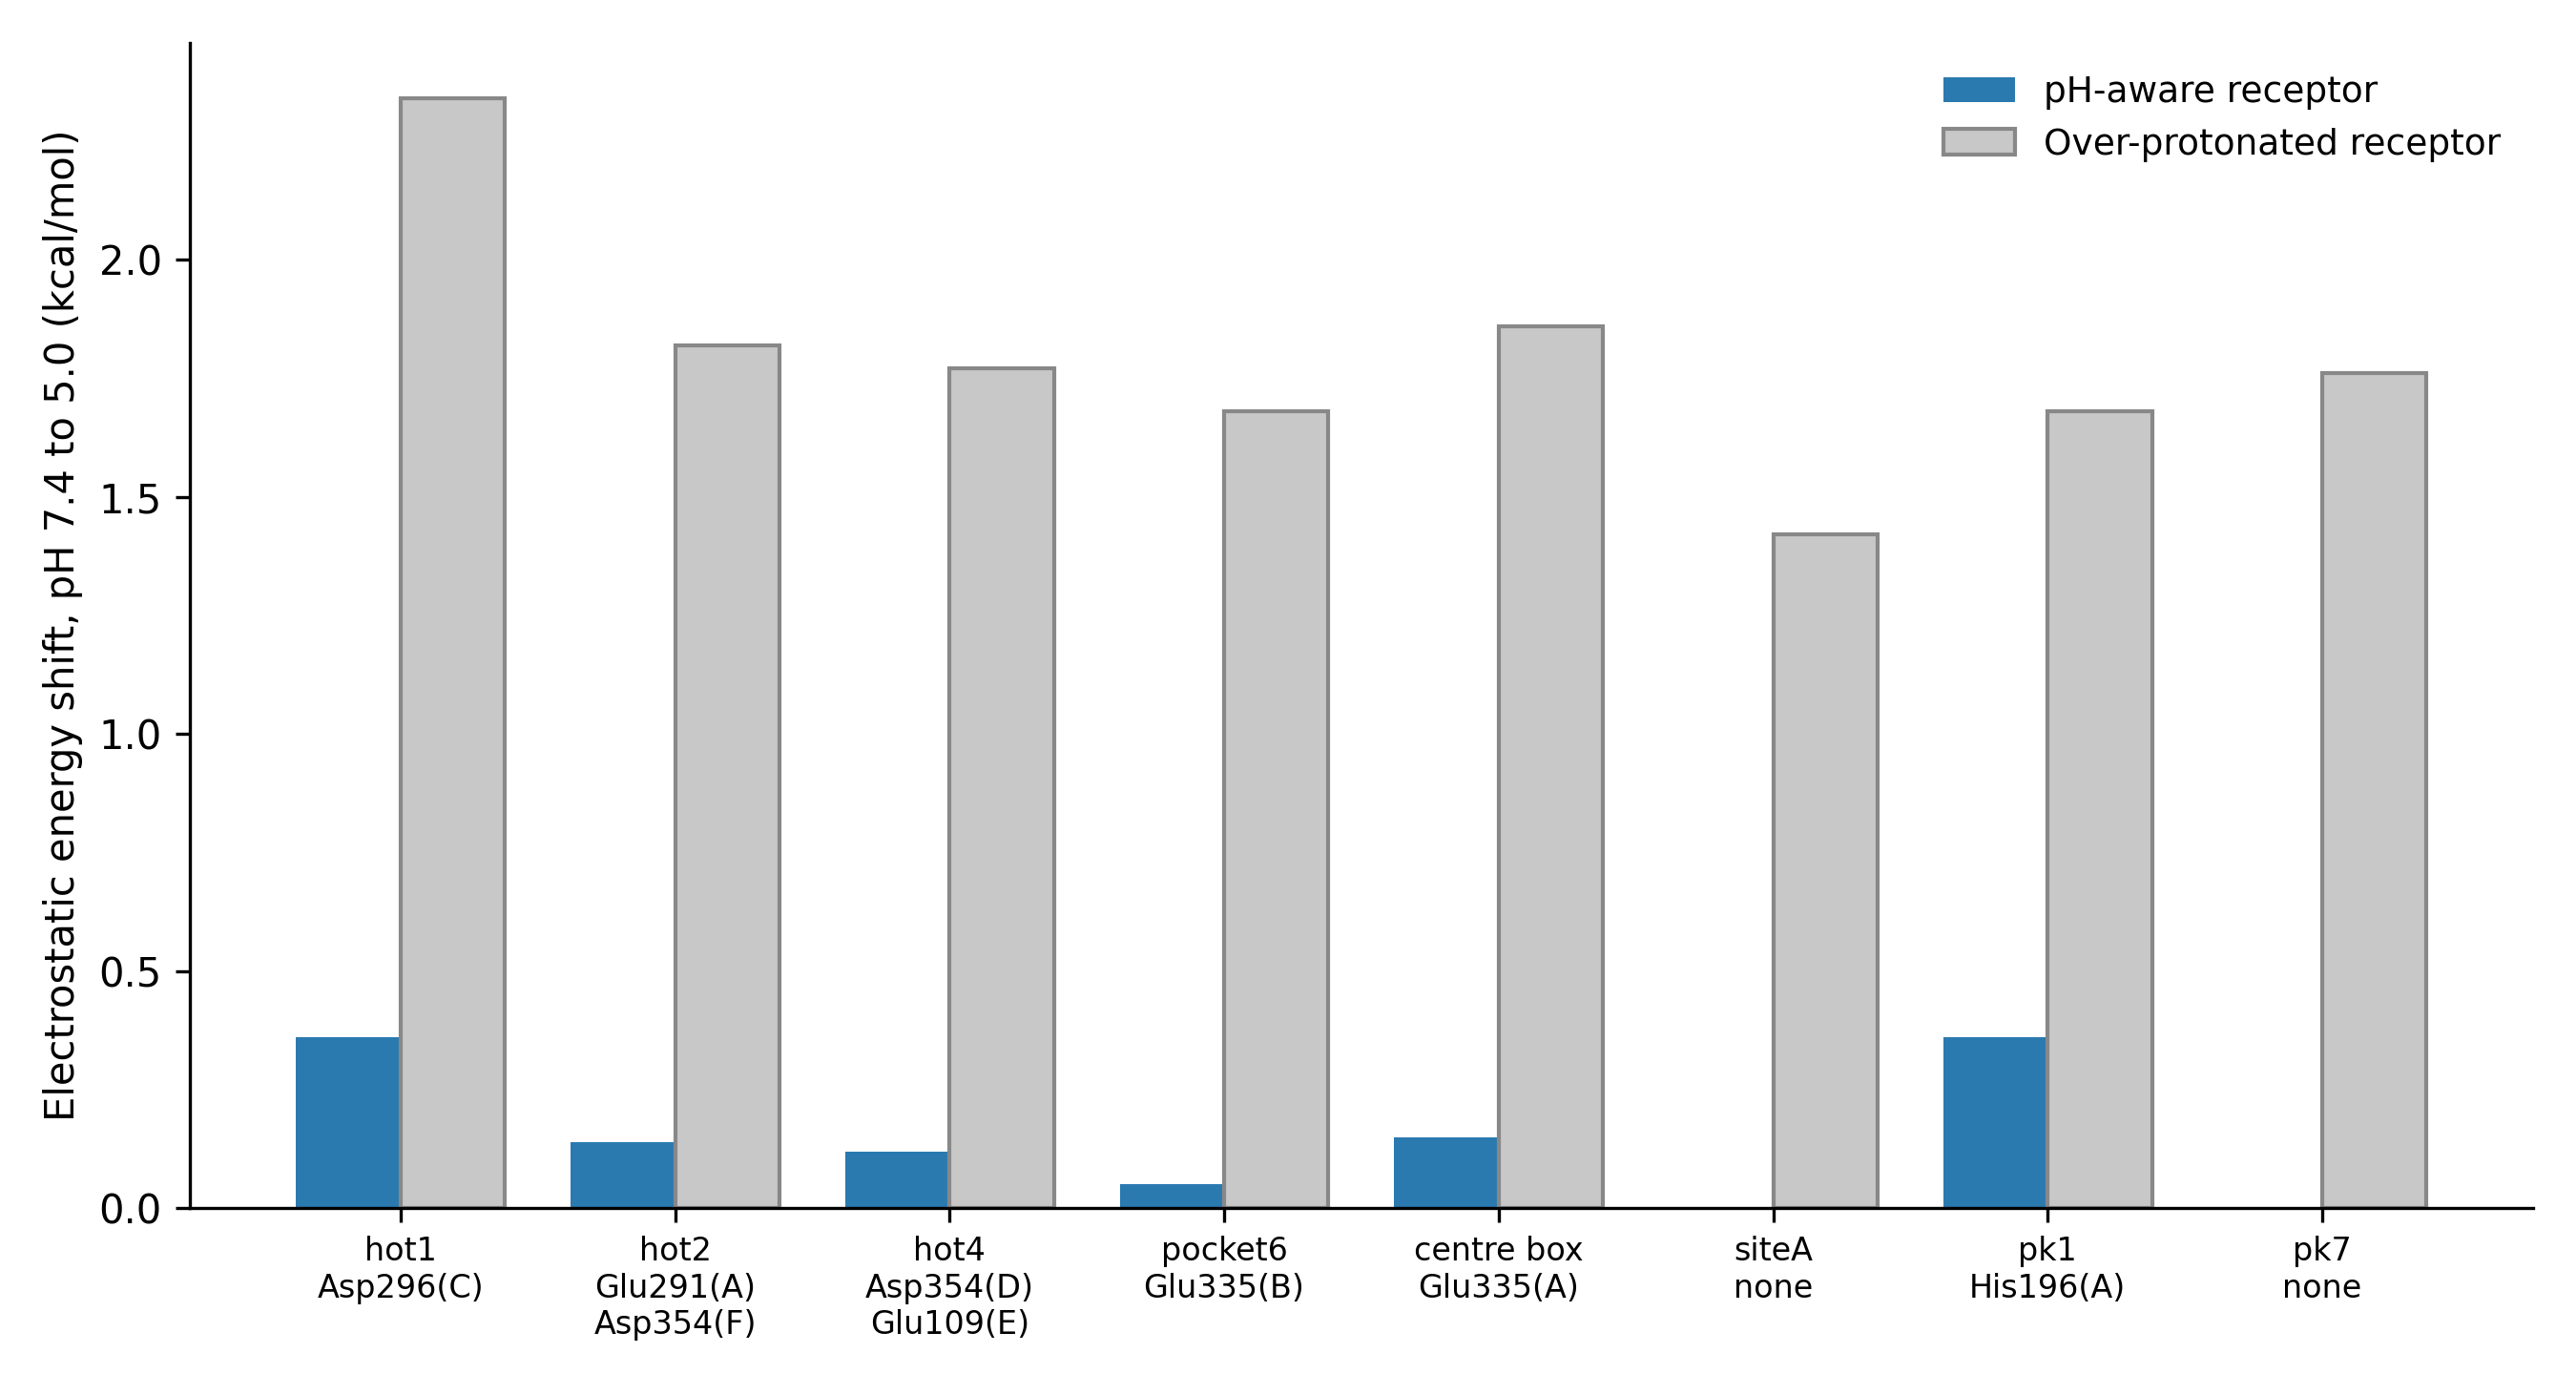 pH-aware receptor
Over-protonated receptor
Electrostatic energy shift, pH 7.4 to 5.0 (kcal/mol)
2.0
1.5
1.0
0.5
0.0
hot1
Asp296(C)
hot2
Glu291(A)
Asp354(F)
hot4
Asp354(D)
Glu109(E)
pocket6
Glu335(B)
centre box
Glu335(A)
siteA
none
pk1
His196(A)
pk7
none